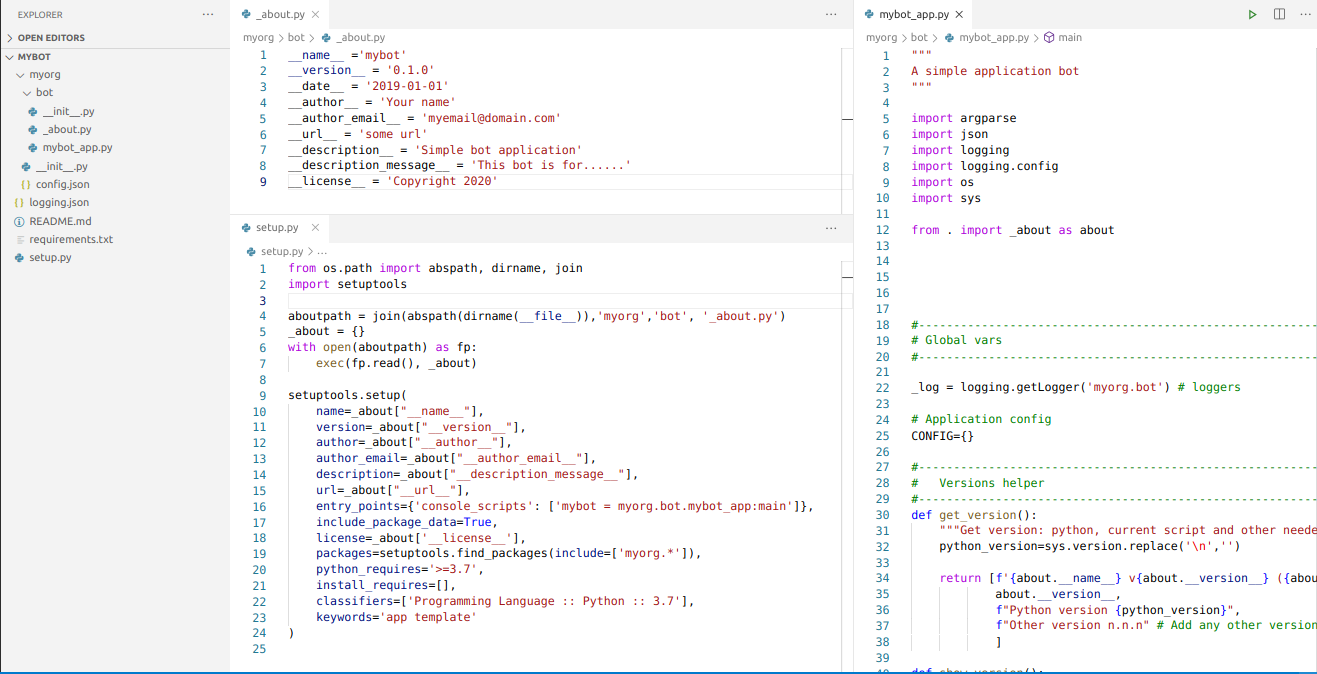 EXPLORER
···
OPEN EDITORS
MYBOT
myorg
bot
__init__.py
_about.py
mybot_app.py
__init__.py
{} config.json
{} logging.json
README.md
requirements.txt
setup.py
_about.py ×
···
myorg > bot > _about.py
1 __name__ ='mybot'
2 __version__ = '0.1.0'
3 __date__ = '2019-01-01'
4 __author__ = 'Your name'
5 __author_email__ = 'myemail@domain.com'
6 __url__ = 'some url'
7 __description__ = 'Simple bot application'
8 __description_message__ = 'This bot is for......'
9 __license__ = 'Copyright 2020'
setup.py ×
···
setup.py > ...
1 from os.path import abspath, dirname, join
2 import setuptools
3
4 aboutpath = join(abspath(dirname(__file__)),'myorg','bot', '_about.py')
5 _about = {}
6 with open(aboutpath) as fp:
7     exec(fp.read(), _about)
8
9 setuptools.setup(
10     name=_about["__name__"],
11     version=_about["__version__"],
12     author=_about["__author__"],
13     author_email=_about["__author_email__"],
14     description=_about["__description_message__"],
15     url=_about["__url__"],
16     entry_points={'console_scripts': ['mybot = myorg.bot.mybot_app:main']},
17     include_package_data=True,
18     license=_about['__license__'],
19     packages=setuptools.find_packages(include=['myorg.*']),
20     python_requires='>=3.7',
21     install_requires=[],
22     classifiers=['Programming Language :: Python :: 3.7'],
23     keywords='app template'
24 )
25
mybot_app.py ×
···
myorg > bot > mybot_app.py > main
1 """
2 A simple application bot
3 """
4
5 import argparse
6 import json
7 import logging
8 import logging.config
9 import os
10 import sys
11
12 from . import _about as about
13
14
15
16
17
18 #----------------------------------------------------------
19 # Global vars
20 #----------------------------------------------------------
21
22 _log = logging.getLogger('myorg.bot') # loggers
23
24 # Application config
25 CONFIG={}
26
27 #----------------------------------------------------------
28 #   Versions helper
29 #----------------------------------------------------------
30 def get_version():
31     """Get version: python, current script and other neede
32     python_version=sys.version.replace('\n','')
33
34     return [f'{about.__name__} v{about.__version__} ({abou
35             about.__version__,
36             f"Python version {python_version}",
37             f"Other version n.n.n" # Add any other version
38             ]
39
40 def show_version():